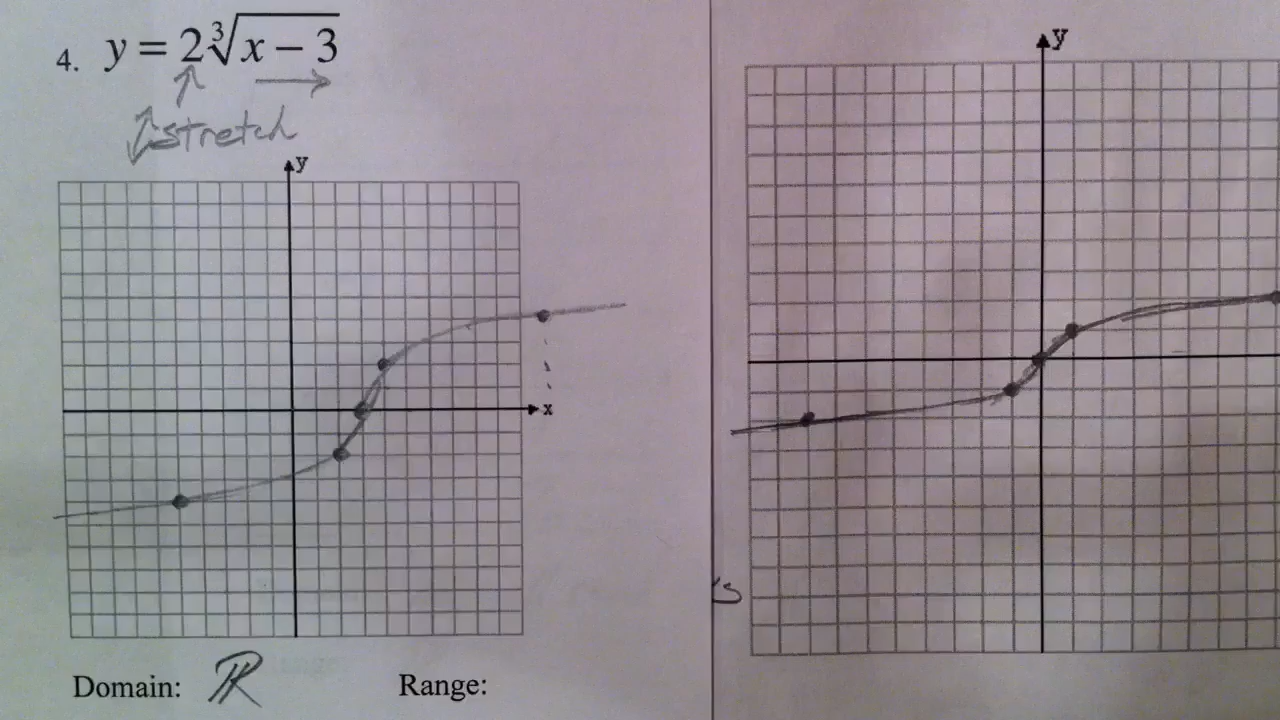 4. y = 2∛(x − 3)
stretch
y
x
Domain: ℝ
Range:
y
's